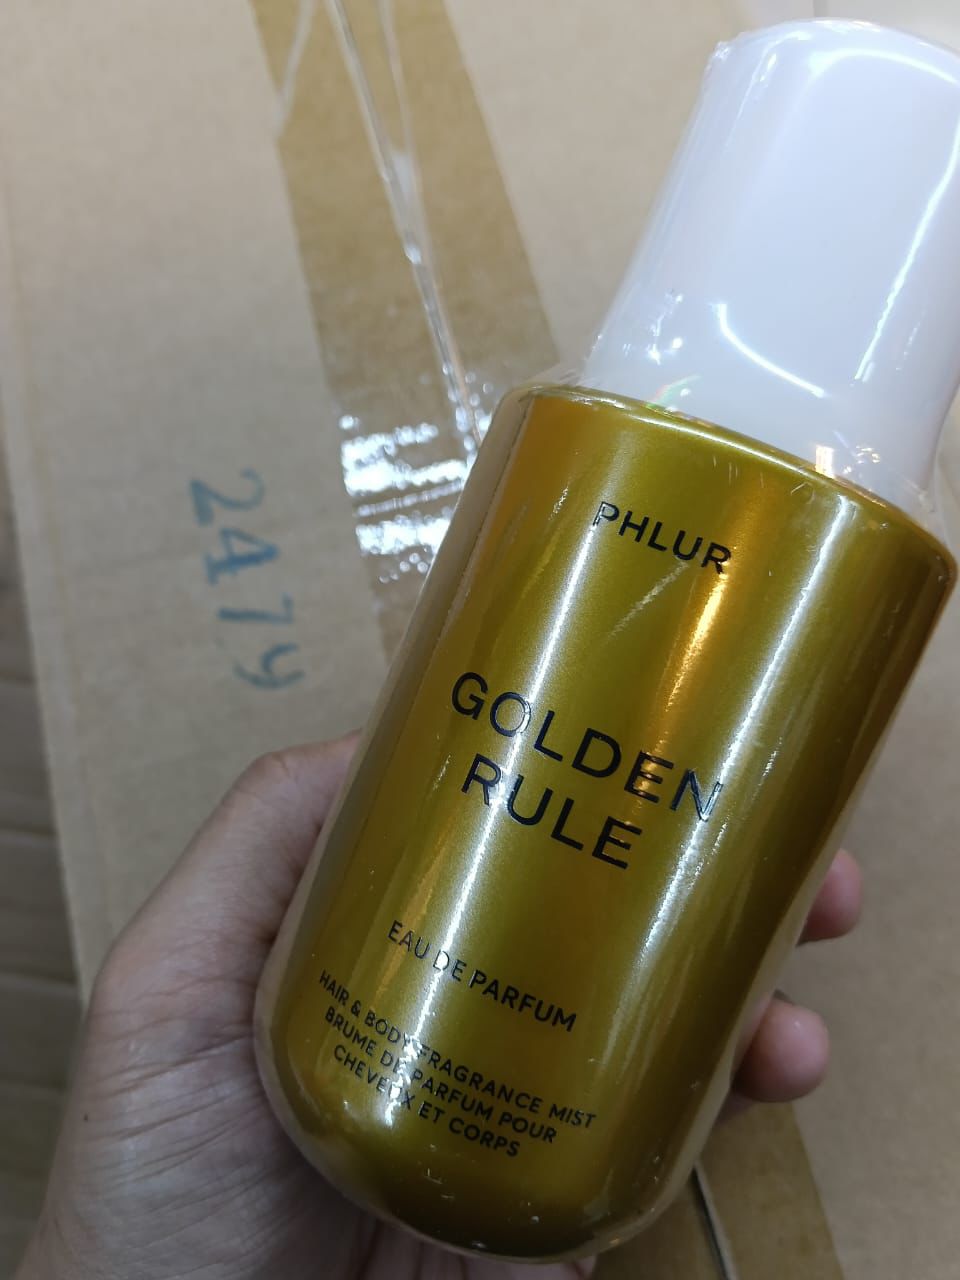 PHLUR
GOLDEN
RULE
EAU DE PARFUM
HAIR & BODY FRAGRANCE MIST
BRUME DE PARFUM POUR
CHEVEUX ET CORPS
2479